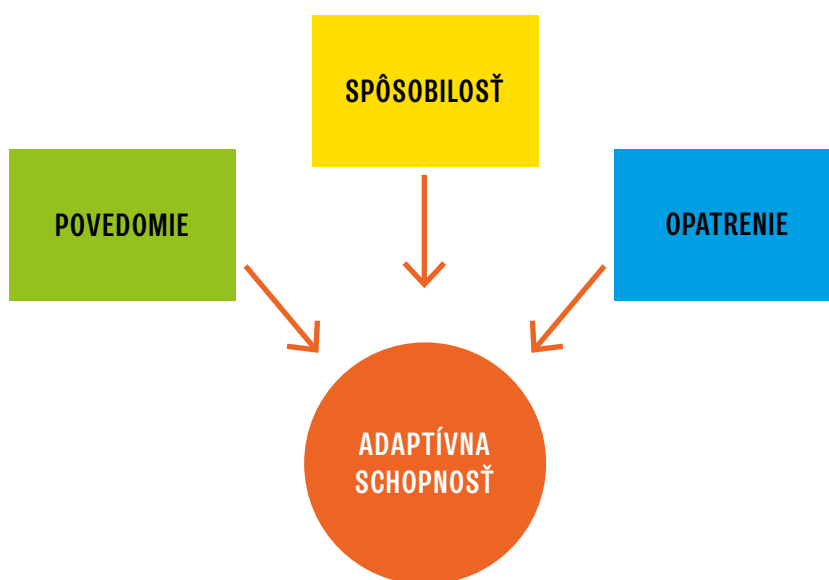 SPÔSOBILOSŤ
POVEDOMIE
OPATRENIE
ADAPTÍVNA
SCHOPNOSŤ